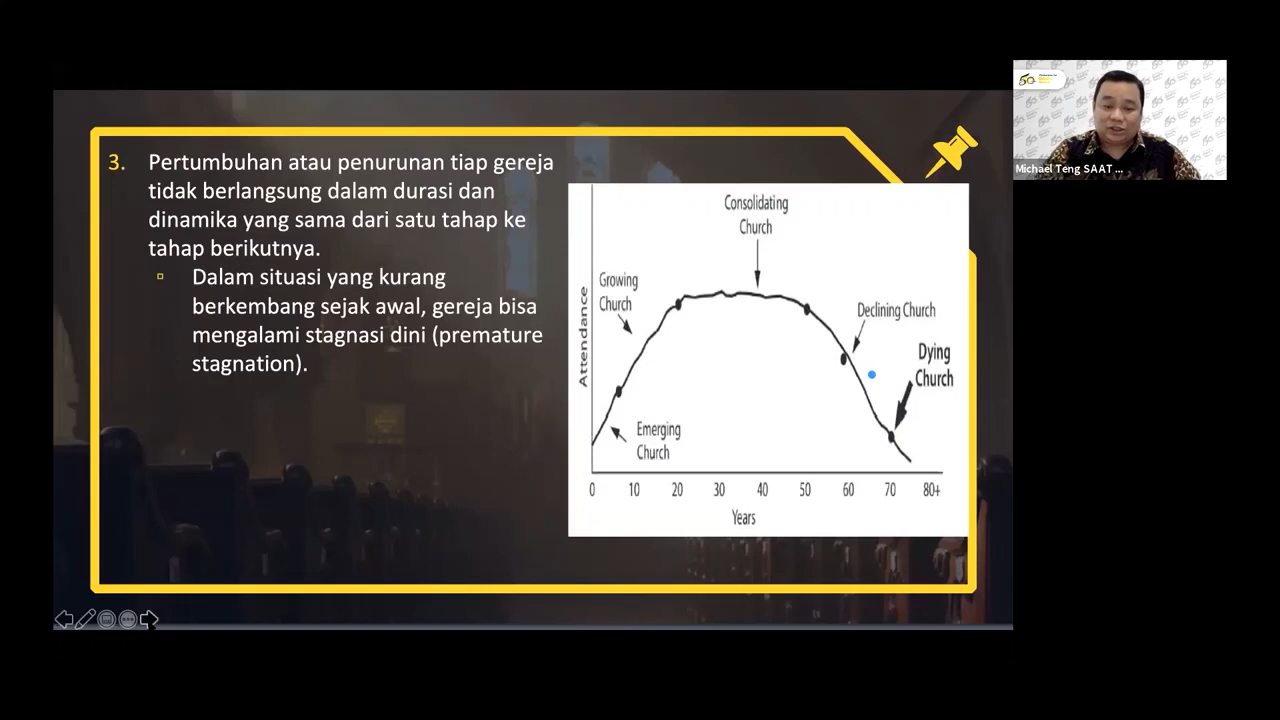 3. Pertumbuhan atau penurunan tiap gereja
tidak berlangsung dalam durasi dan
dinamika yang sama dari satu tahap ke
tahap berikutnya.
Dalam situasi yang kurang
berkembang sejak awal, gereja bisa
mengalami stagnasi dini (premature
stagnation).
Consolidating
Church
Growing
Church
Attendance
Declining Church
Dying
Church
Emerging
Church
0 10 20 30 40 50 60 70 80+
Years
50
Michael Teng SAAT ...